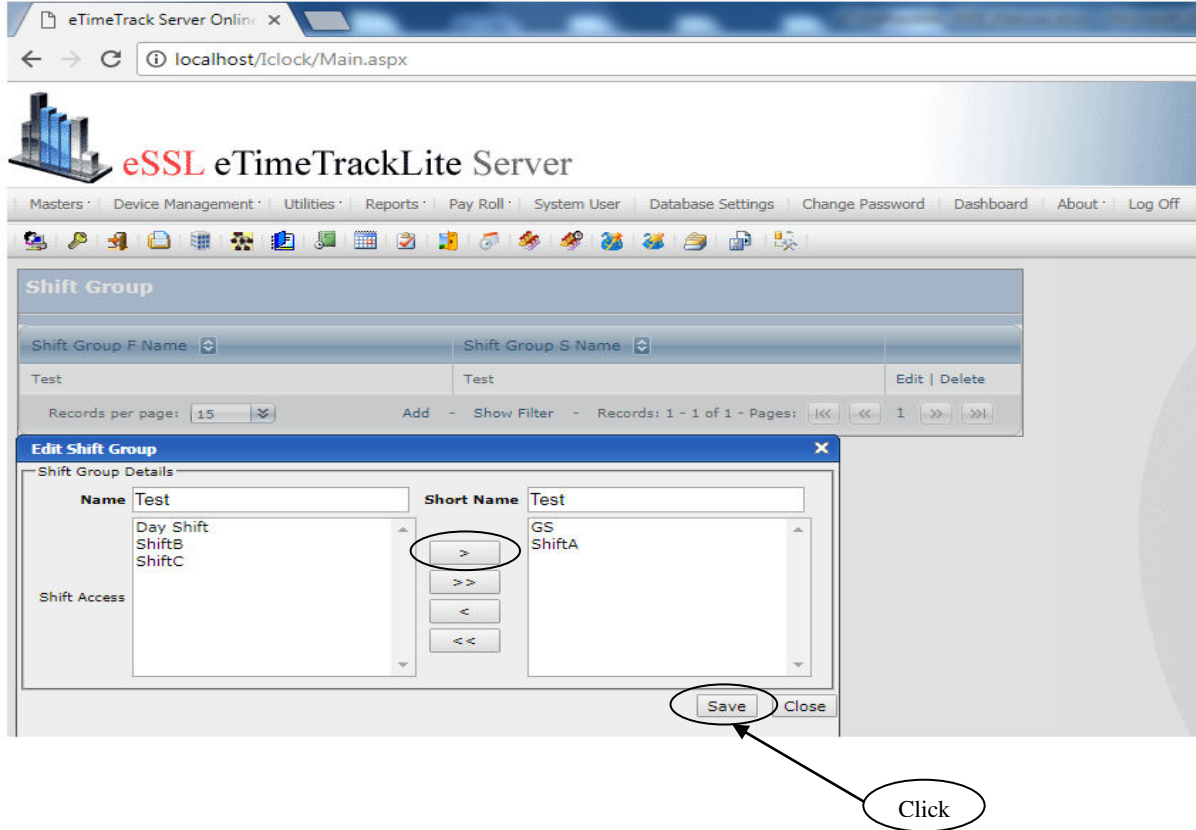 eTimeTrack Server Online
localhost/Iclock/Main.aspx
eSSL eTimeTrackLite Server
Masters Device Management Utilities Reports Pay Roll System User Database Settings Change Password Dashboard About Log Off
Shift Group
Shift Group F Name Shift Group S Name
Test Test Edit | Delete
Records per page: 15 Add - Show Filter - Records: 1 - 1 of 1 - Pages: 1
Edit Shift Group
Shift Group Details
Name Test Short Name Test
Day Shift GS
ShiftB ShiftA
ShiftC >
>>
Shift Access <
<<
Save Close
Click